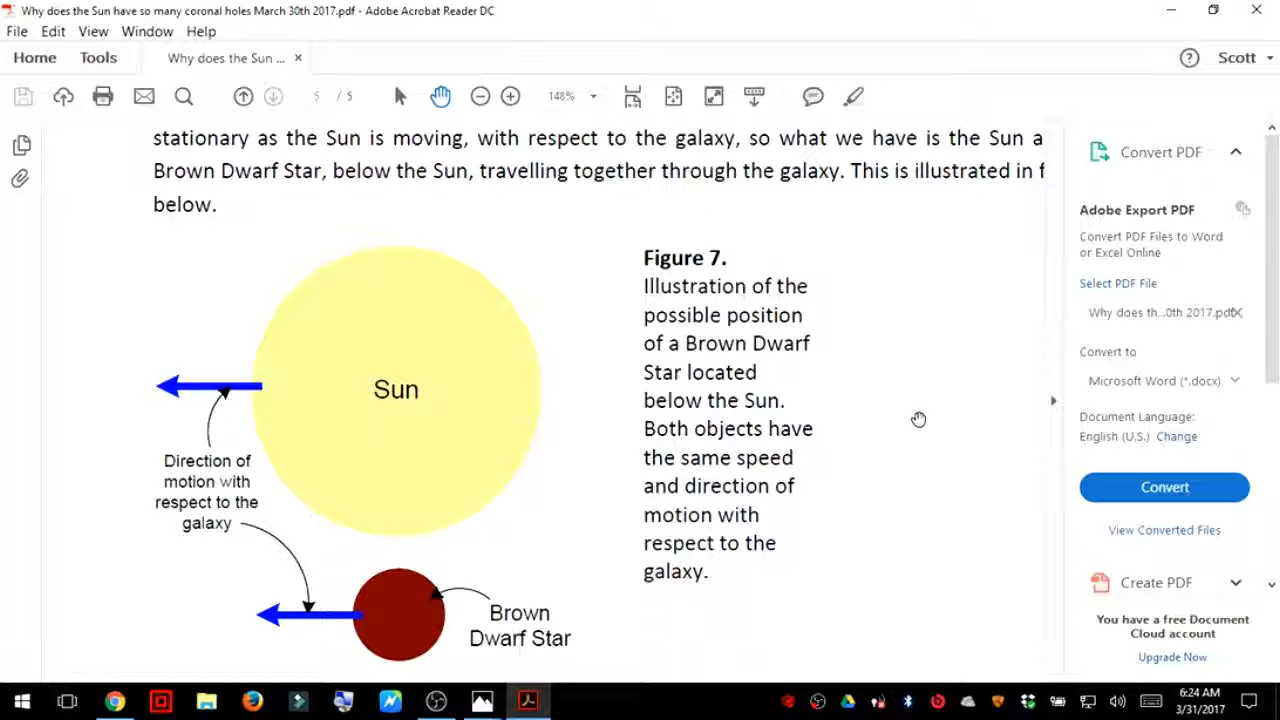 Why does the Sun have so many coronal holes March 30th 2017.pdf - Adobe Acrobat Reader DC
File Edit View Window Help
Home Tools Why does the Sun ... ×
Scott
5 / 5
148%
stationary as the Sun is moving, with respect to the galaxy, so what we have is the Sun a
Brown Dwarf Star, below the Sun, travelling together through the galaxy. This is illustrated in f
below.
Sun
Direction of
motion with
respect to the
galaxy
Brown
Dwarf Star
Figure 7.
Illustration of the
possible position
of a Brown Dwarf
Star located
below the Sun.
Both objects have
the same speed
and direction of
motion with
respect to the
galaxy.
Convert PDF
Adobe Export PDF
Convert PDF Files to Word
or Excel Online
Select PDF File
Why does th...0th 2017.pdf
Convert to
Microsoft Word (*.docx)
Document Language:
English (U.S.) Change
Convert
View Converted Files
Create PDF
You have a free Document
Cloud account
Upgrade Now
6:24 AM
3/31/2017